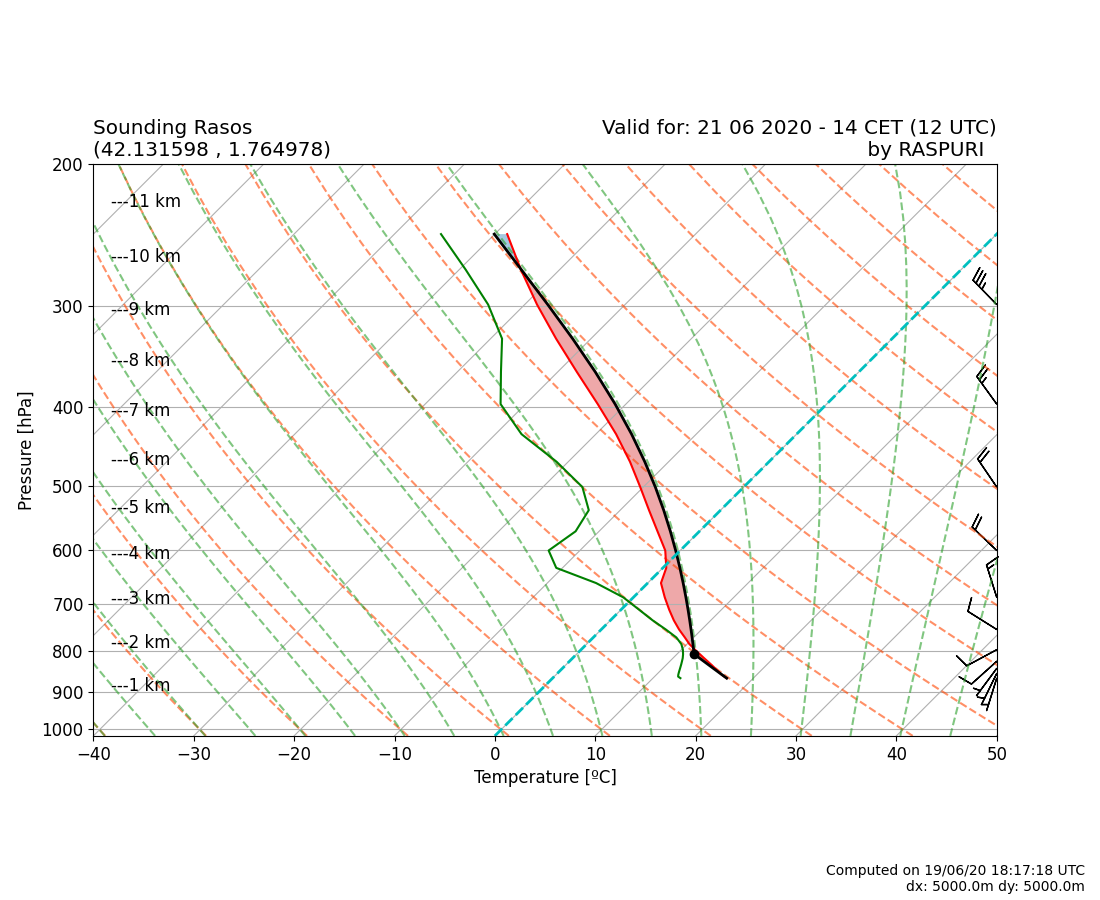 Sounding Rasos
(42.131598 , 1.764978)
Valid for: 21 06 2020 - 14 CET (12 UTC)
by RASPURI
200
300
400
500
600
700
800
900
1000
Pressure [hPa]
---11 km
---10 km
---9 km
---8 km
---7 km
---6 km
---5 km
---4 km
---3 km
---2 km
---1 km
−40 −30 −20 −10 0 10 20 30 40 50
Temperature [ºC]
Computed on 19/06/20 18:17:18 UTC
dx: 5000.0m dy: 5000.0m